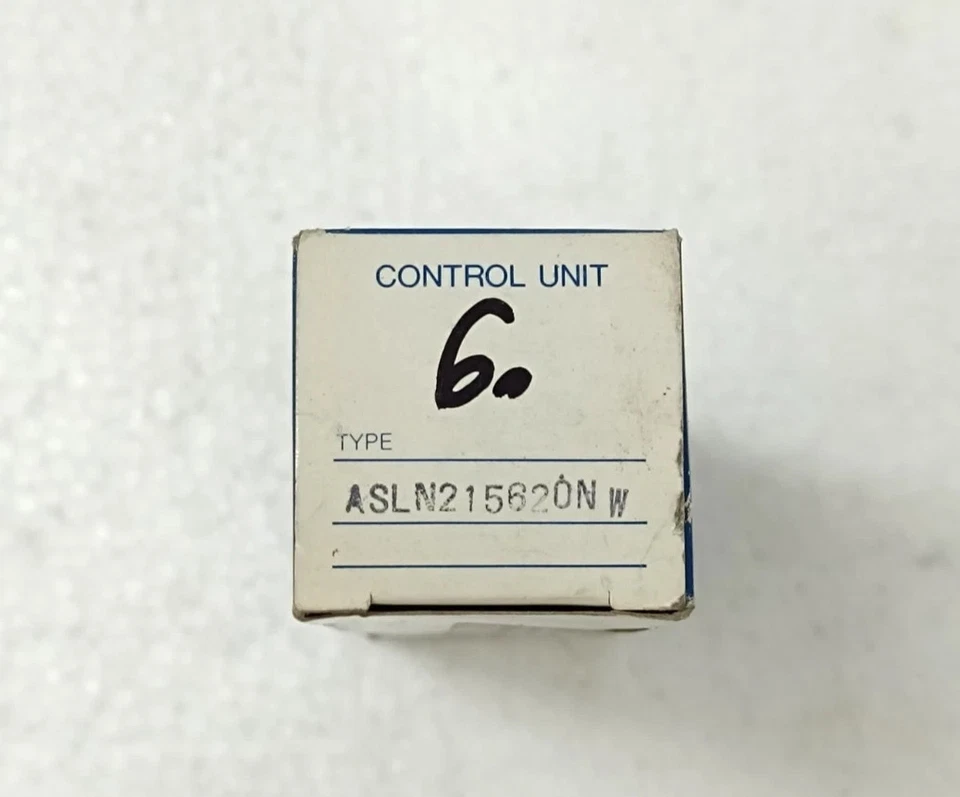 CONTROL UNIT
6.
TYPE
ASLN215620N W